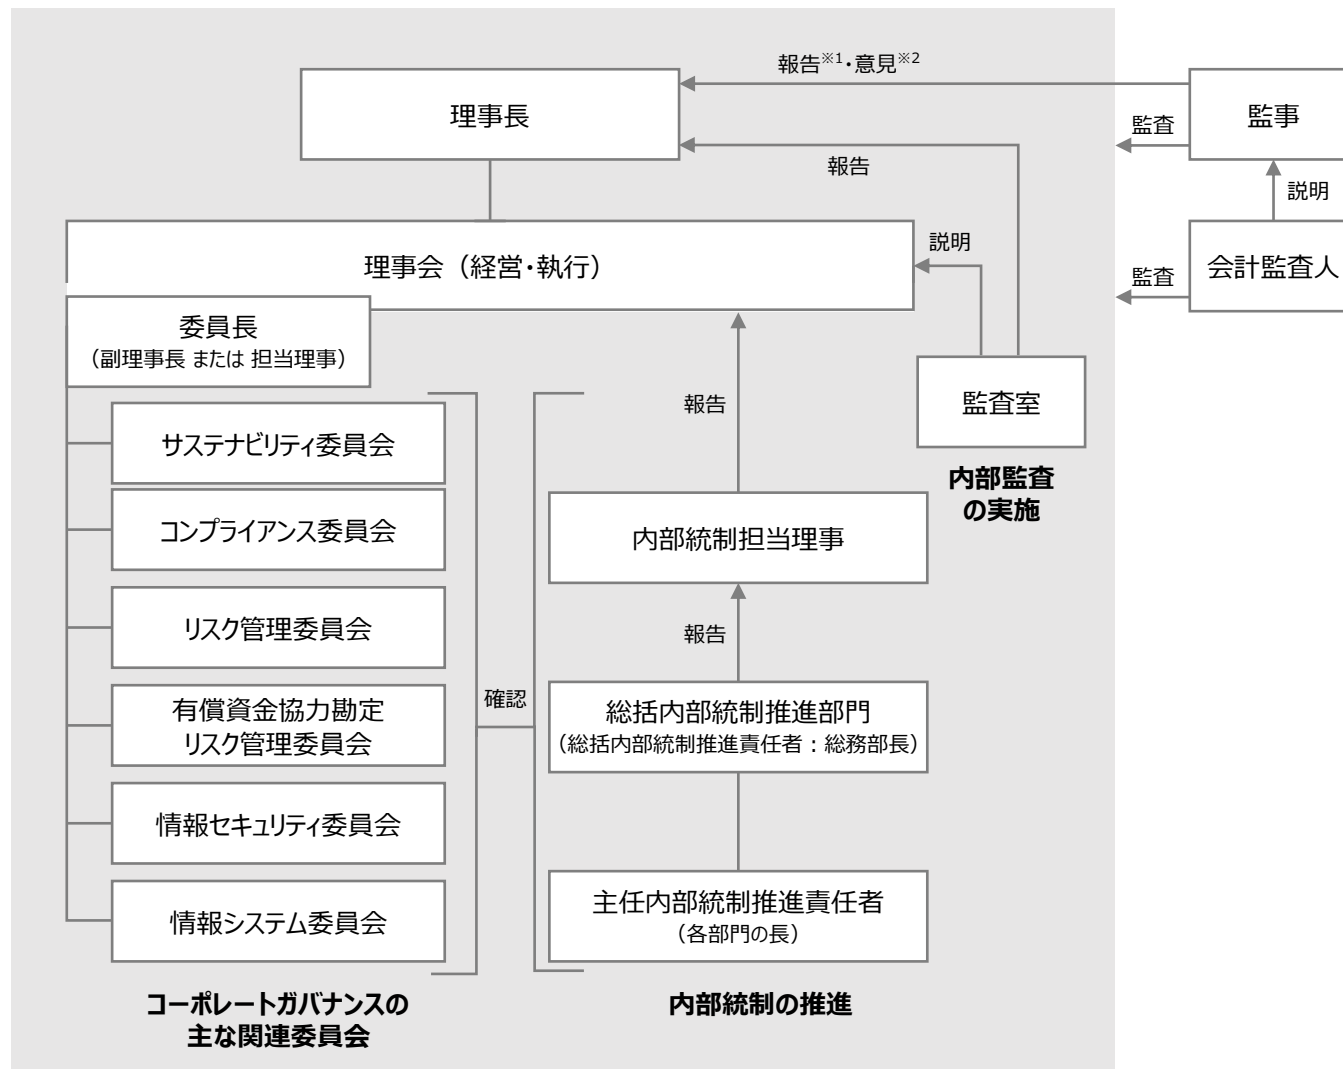 報告※1・意見※2
理事長
監事
監査
報告
説明
説明
理事会（経営・執行）
会計監査人
監査
委員長
（副理事長 または 担当理事）
監査室
報告
サステナビリティ委員会
内部監査
の実施
コンプライアンス委員会
内部統制担当理事
リスク管理委員会
報告
確認
有償資金協力勘定
リスク管理委員会
総括内部統制推進部門
（総括内部統制推進責任者：総務部長）
情報セキュリティ委員会
主任内部統制推進責任者
（各部門の長）
情報システム委員会
コーポレートガバナンスの
主な関連委員会
内部統制の推進